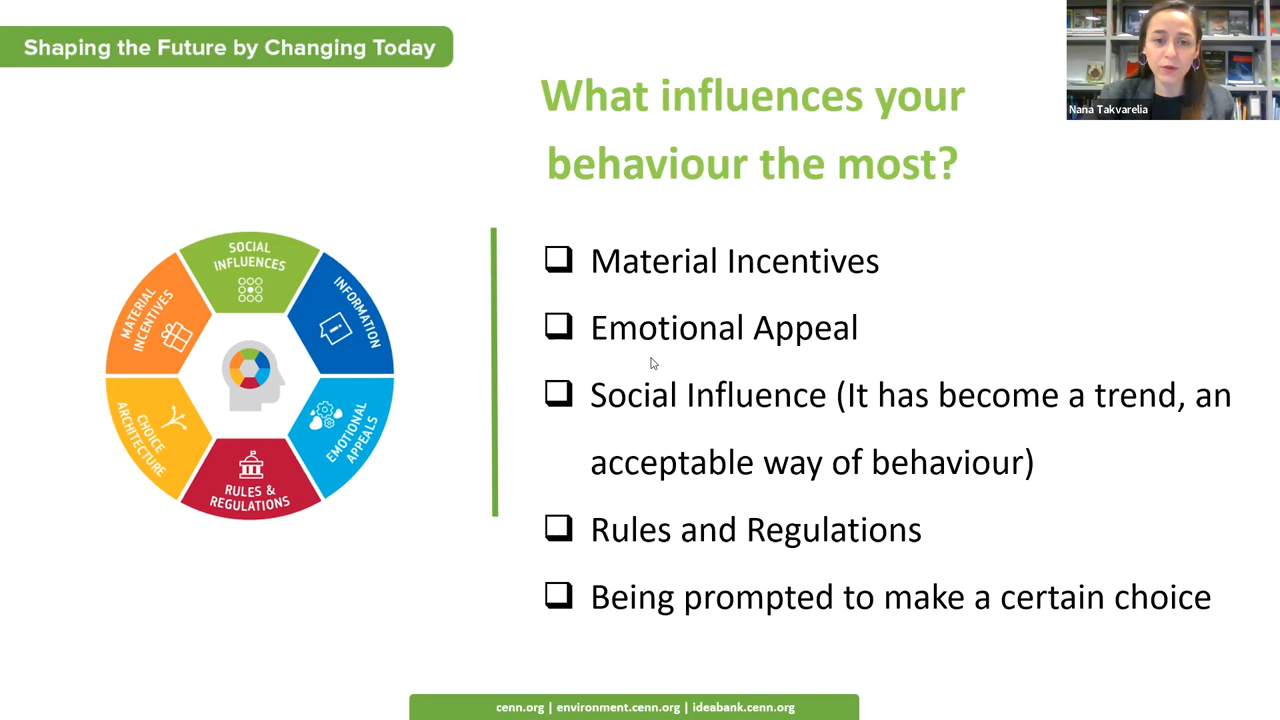 Shaping the Future by Changing Today
Nana Takvarelia
What influences your
behaviour the most?
SOCIAL
INFLUENCES
INFORMATION
EMOTIONAL
APPEALS
RULES &
REGULATIONS
CHOICE
ARCHITECTURE
MATERIAL
INCENTIVES
Material Incentives
Emotional Appeal
Social Influence (It has become a trend, an
acceptable way of behaviour)
Rules and Regulations
Being prompted to make a certain choice
cenn.org | environment.cenn.org | ideabank.cenn.org